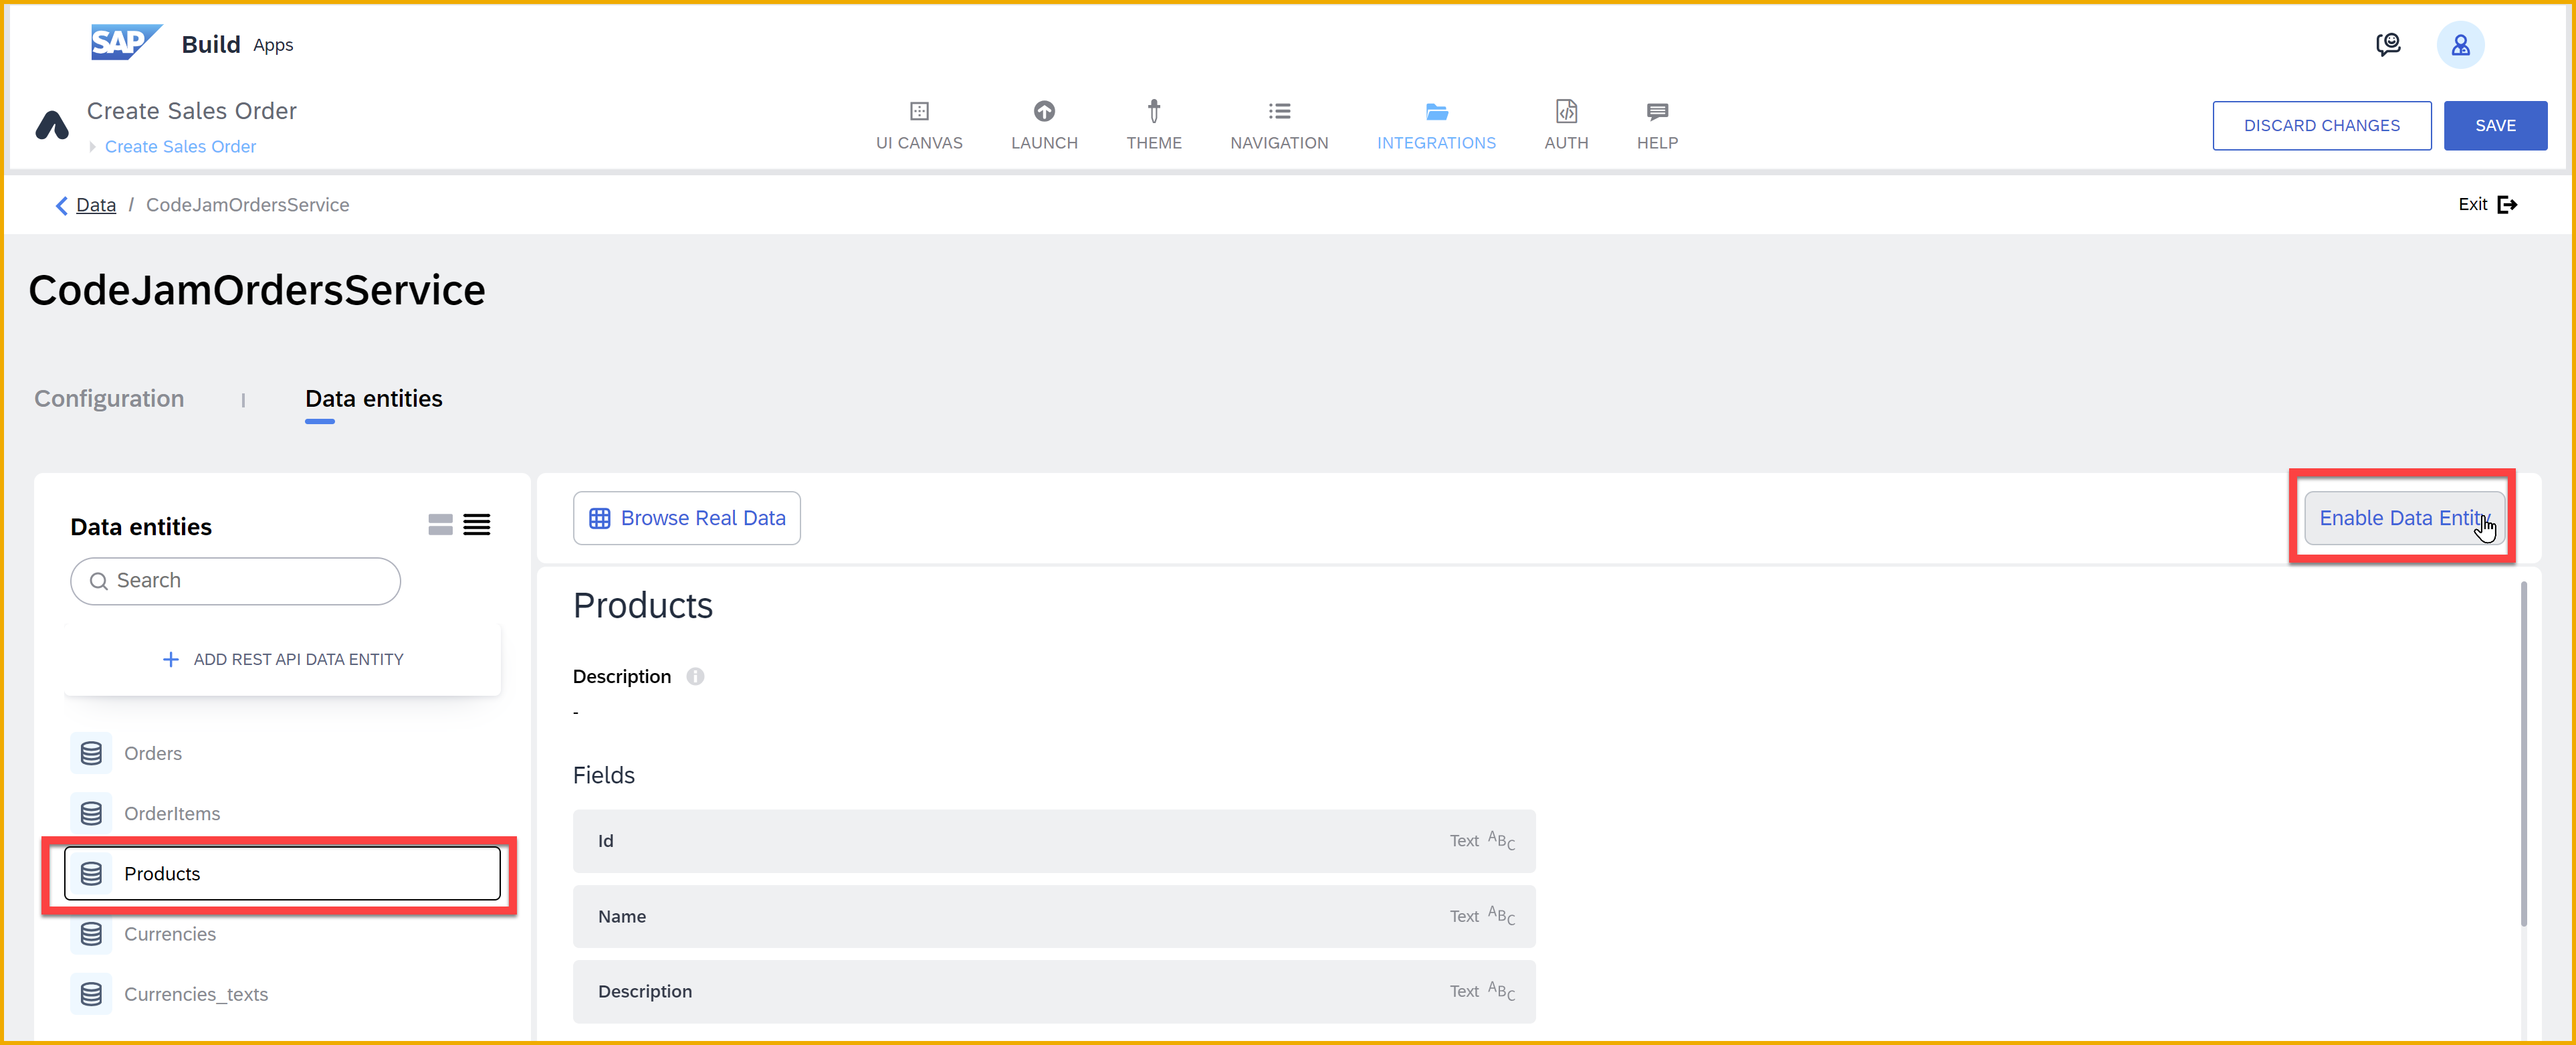 SAP Build Apps
Create Sales Order
Create Sales Order
UI CANVAS
LAUNCH
THEME
NAVIGATION
INTEGRATIONS
AUTH
HELP
DISCARD CHANGES
SAVE
Data / CodeJamOrdersService
Exit
CodeJamOrdersService
Configuration
Data entities
Data entities
Search
+ ADD REST API DATA ENTITY
Orders
OrderItems
Products
Currencies
Currencies_texts
Browse Real Data
Enable Data Entity
Products
Description
-
Fields
Id Text ABC
Name Text ABC
Description Text ABC